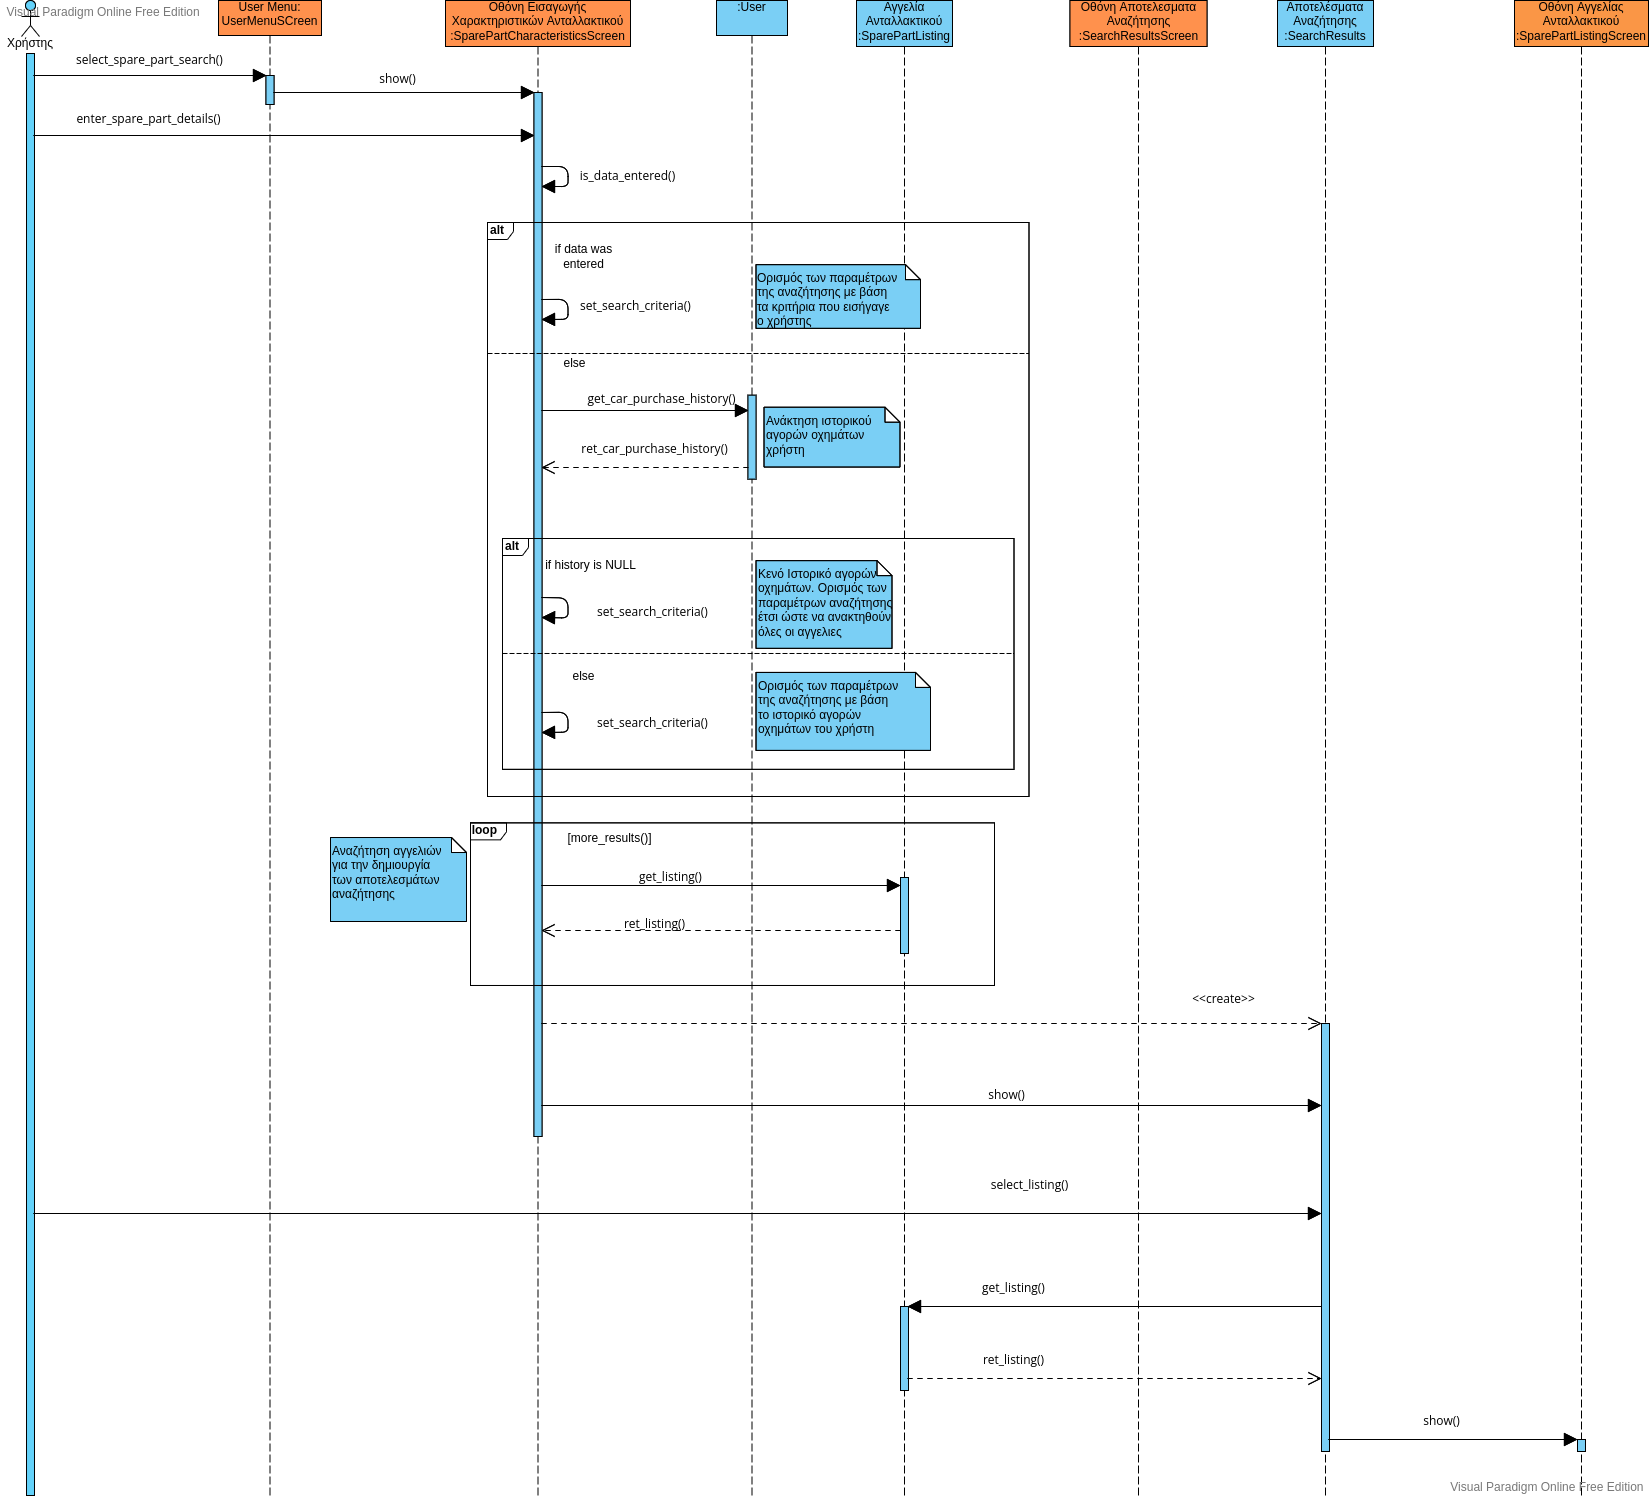 Visual Paradigm Online Free Edition
Χρήστης
User Menu:
UserMenuSCreen
Οθόνη Εισαγωγής
Χαρακτηριστικών Ανταλλακτικού
:SparePartCharacteristicsScreen
:User
Αγγελία
Ανταλλακτικού
:SparePartListing
Οθόνη Αποτελεσματα
Αναζήτησης
:SearchResultsScreen
Αποτελέσματα
Αναζήτησης
:SearchResults
Οθόνη Αγγελίας
Ανταλλακτικού
:SparePartListingScreen
select_spare_part_search()
show()
enter_spare_part_details()
is_data_entered()
alt
if data was
entered
Ορισμός των παραμέτρων
της αναζήτησης με βάση
τα κριτήρια που εισήγαγε
ο χρήστης
set_search_criteria()
else
get_car_purchase_history()
Ανάκτηση ιστορικού
αγορών οχημάτων
χρήστη
ret_car_purchase_history()
alt
if history is NULL
Κενό Ιστορικό αγορών
οχημάτων. Ορισμός των
παραμέτρων αναζήτησης
έτσι ώστε να ανακτηθούν
όλες οι αγγελιες
set_search_criteria()
else
Ορισμός των παραμέτρων
της αναζήτησης με βάση
το ιστορικό αγορών
οχημάτων του χρήστη
set_search_criteria()
loop
[more_results()]
Αναζήτηση αγγελιών
για την δημιουργία
των αποτελεσμάτων
αναζήτησης
get_listing()
ret_listing()
<<create>>
show()
select_listing()
get_listing()
ret_listing()
show()
Visual Paradigm Online Free Edition